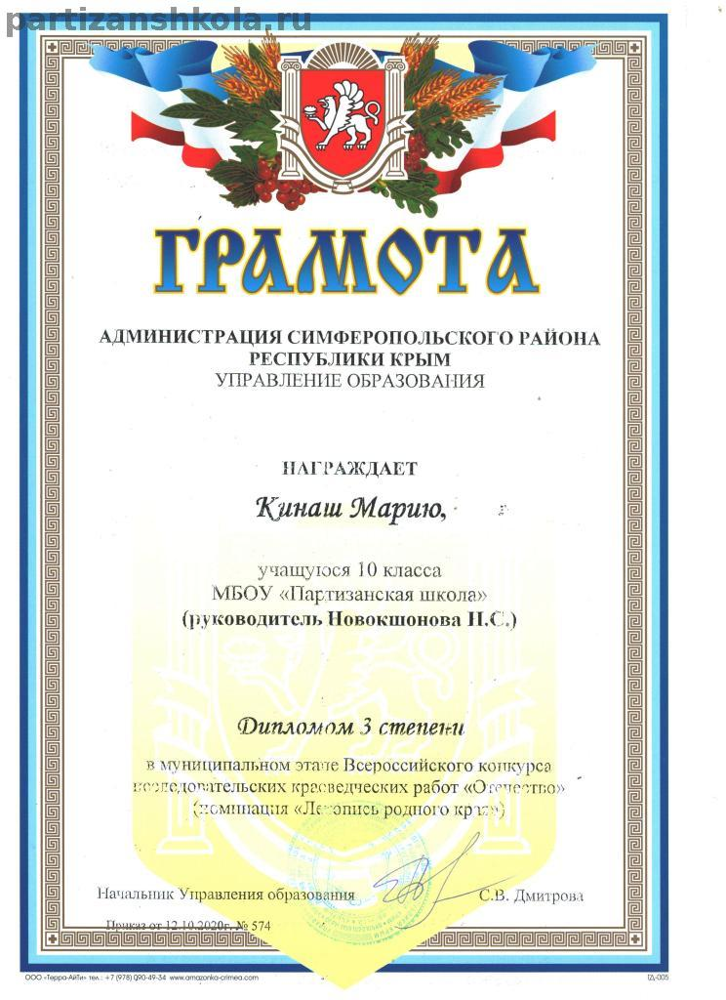 partizanshkola.ru
ГРАМОТА
АДМИНИСТРАЦИЯ СИМФЕРОПОЛЬСКОГО РАЙОНА
РЕСПУБЛИКИ КРЫМ
УПРАВЛЕНИЕ ОБРАЗОВАНИЯ
НАГРАЖДАЕТ
Кинаш Марию,
учащуюся 10 класса
МБОУ «Партизанская школа»
(руководитель Новокшонова Н.С.)
Дипломом 3 степени
в муниципальном этапе Всероссийского конкурса
исследовательских краеведческих работ «Отечество»
(номинация «Летопись родного края»)
Начальник Управления образования С.В. Дмитрова
Приказ от 12.10.2020г. № 574
ООО «Терра-АйТи» тел.: +7 (978) 090-49-34 www.amazonka-crimea.com ГД-005